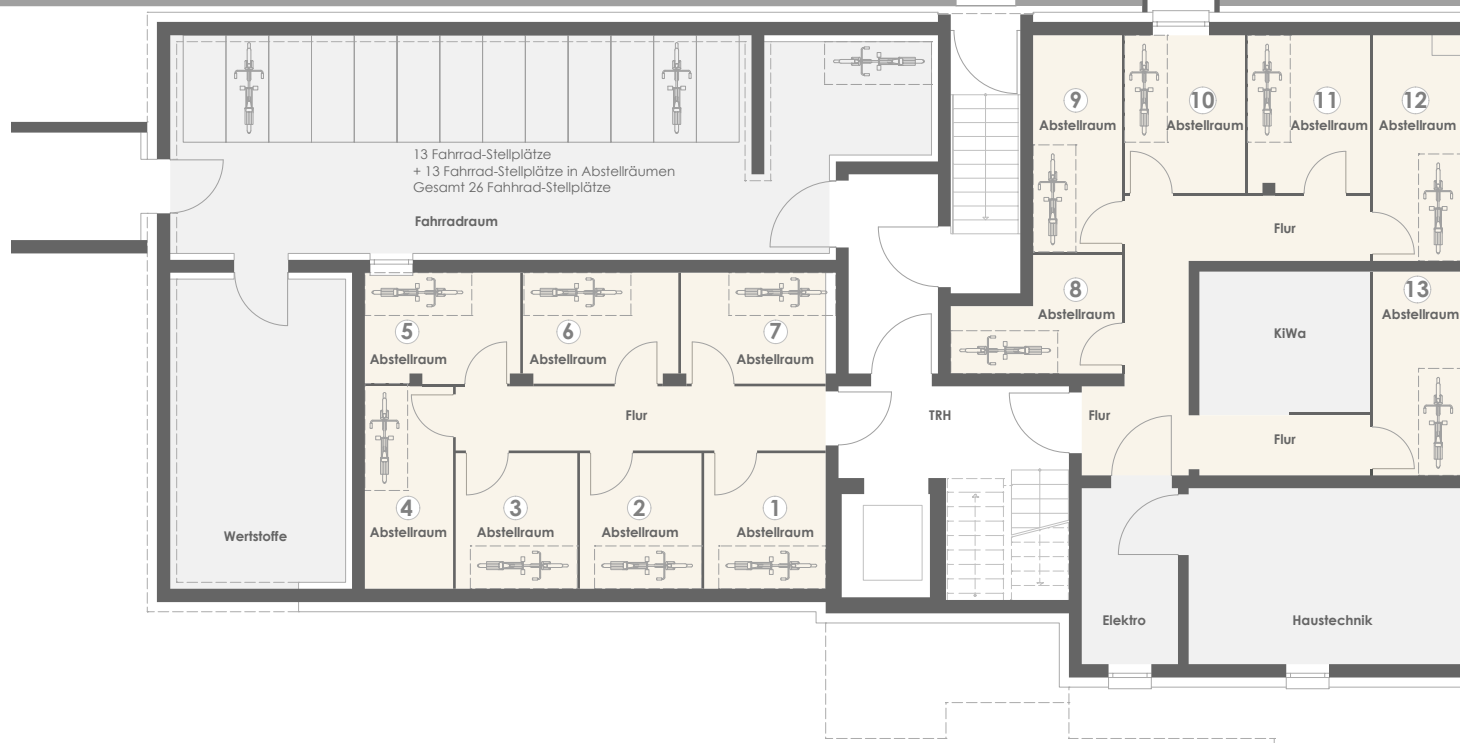 9
Abstellraum
10
Abstellraum
11
Abstellraum
12
Abstellraum
13 Fahrrad-Stellplätze
+ 13 Fahrrad-Stellplätze in Abstellräumen
Gesamt 26 Fahhrad-Stellplätze
Fahrradraum
Flur
8
Abstellraum
13
Abstellraum
KiWa
5
Abstellraum
6
Abstellraum
7
Abstellraum
Flur
TRH
Flur
Flur
4
Abstellraum
3
Abstellraum
2
Abstellraum
1
Abstellraum
Wertstoffe
Elektro
Haustechnik